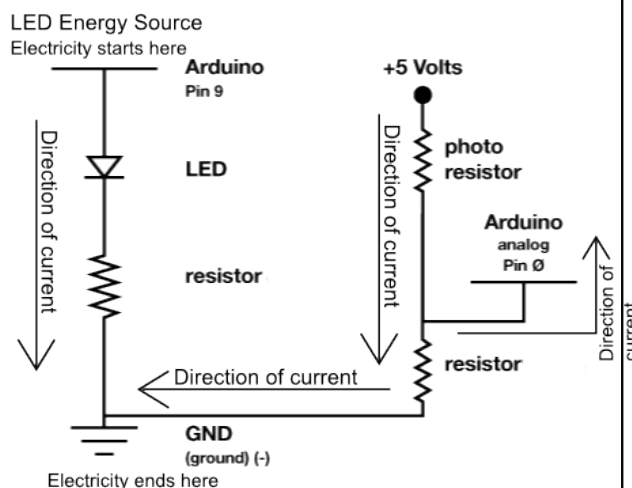 LED Energy Source
Electricity starts here
Arduino
Pin 9
+5 Volts
Direction of current
LED
Direction of current
photo
resistor
Arduino
analog
Pin Ø
resistor
Direction of
current
resistor
Direction of current
GND
(ground) (-)
Electricity ends here